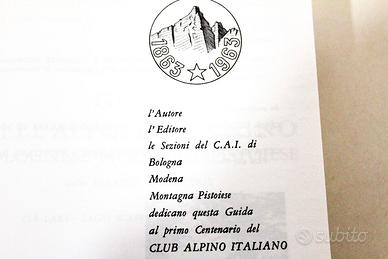 1863 ☆ 1963
l'Autore
l'Editore
le Sezioni del C.A.I. di
Bologna
Modena
Montagna Pistoiese
dedicano questa Guida
al primo Centenario del
CLUB ALPINO ITALIANO
subito